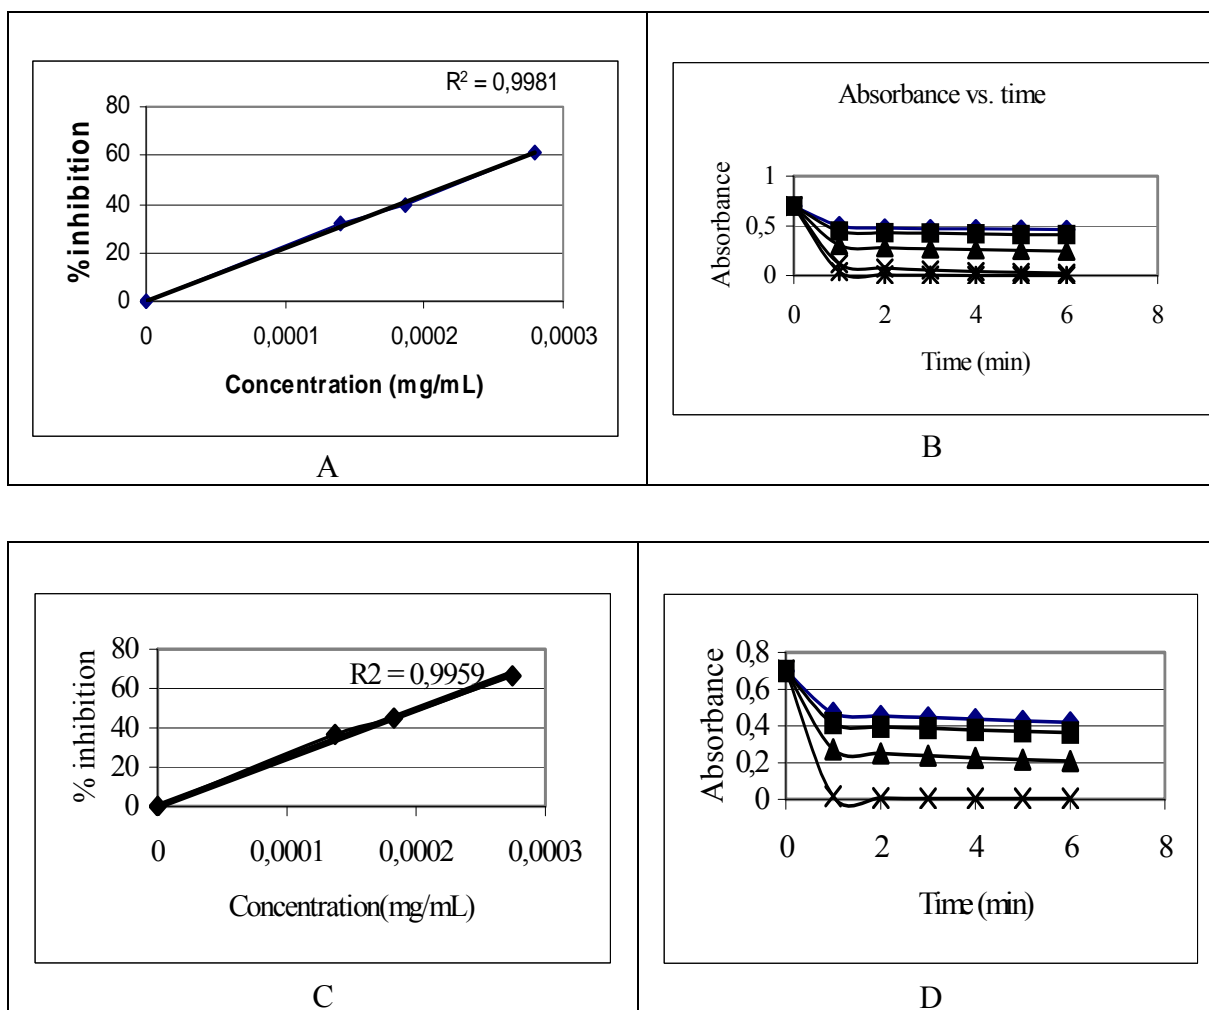 R² = 0,9981
80
60
40
20
0
%inhibition
0 0,0001 0,0002 0,0003
Concentration (mg/mL)
A
Absorbance vs. time
1
0,5
0
Absorbance
0 2 4 6 8
Time (min)
B
80
60
40
20
0
% inhibition
R2 = 0,9959
0 0,0001 0,0002 0,0003
Concentration(mg/mL)
C
0,8
0,6
0,4
0,2
0
Absorbance
0 2 4 6 8
Time (min)
D